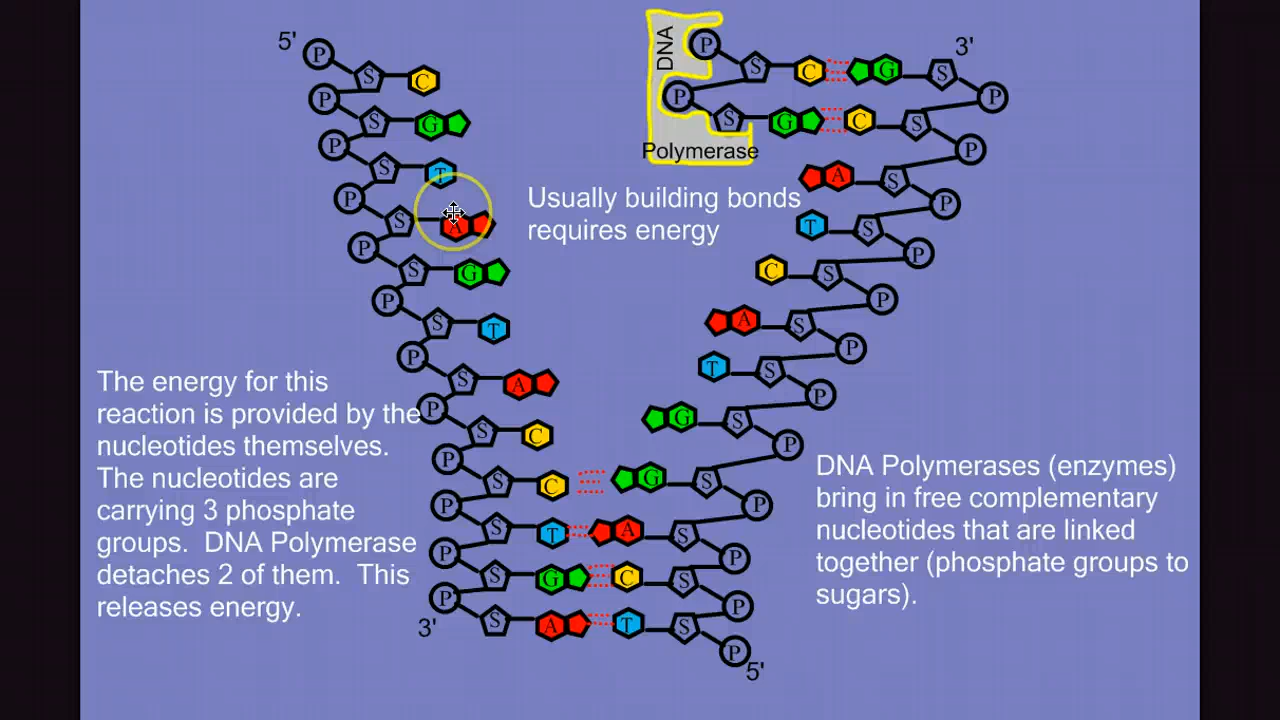 5'
P
S C
P
S G
P
S T
P
S A
P
S G
P
S T
P
S A
P
S C
P
S C G S
P P
S T A S
P P
S G C S
P P
S A T S
3'
P
5'
DNA
Polymerase
3'
P S C G S
P P
S G C S
P
A S
P
T S
P
C S
P
A S
P
T S
P
G S
P
Usually building bonds
requires energy
The energy for this
reaction is provided by the
nucleotides themselves.
The nucleotides are
carrying 3 phosphate
groups. DNA Polymerase
detaches 2 of them. This
releases energy.
DNA Polymerases (enzymes)
bring in free complementary
nucleotides that are linked
together (phosphate groups to
sugars).